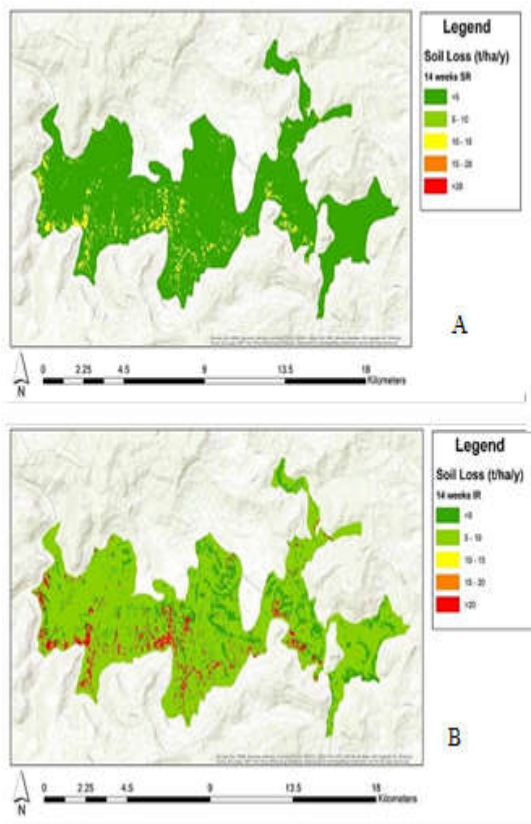 Legend
Soil Loss (t/ha/y)
14 weeks SR
<5
5 - 10
10 - 15
15 - 20
>20
A
0 2.25 4.5 9 13.5 18
Kilometers
N
Legend
Soil Loss (t/ha/y)
14 weeks IR
<5
5 - 10
10 - 15
15 - 20
>20
B
0 2.25 4.5 9 13.5 18
Kilometers
N